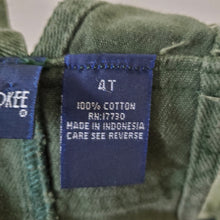 OKEE
®
4T
100% COTTON
RN:17730
MADE IN INDONESIA
CARE SEE REVERSE